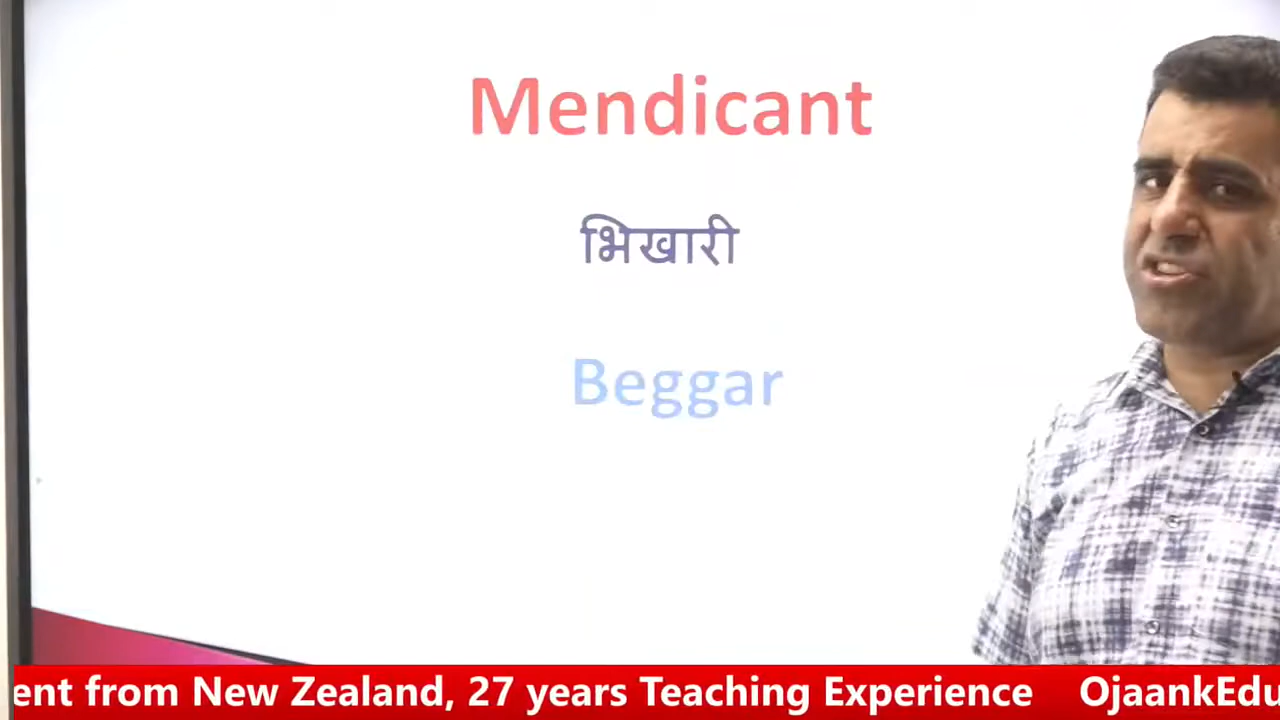 Mendicant
भिखारी
Beggar
ent from New Zealand, 27 years Teaching Experience OjaankEdu